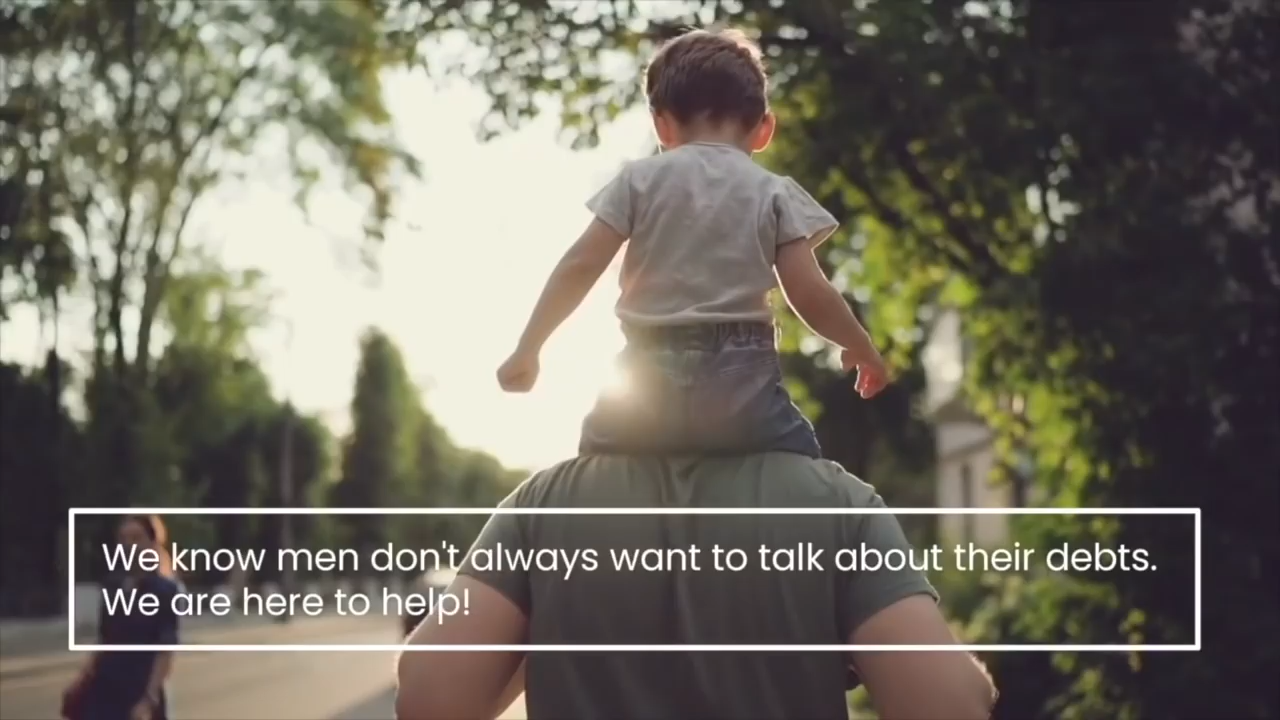 We know men don't always want to talk about their debts.
We are here to help!